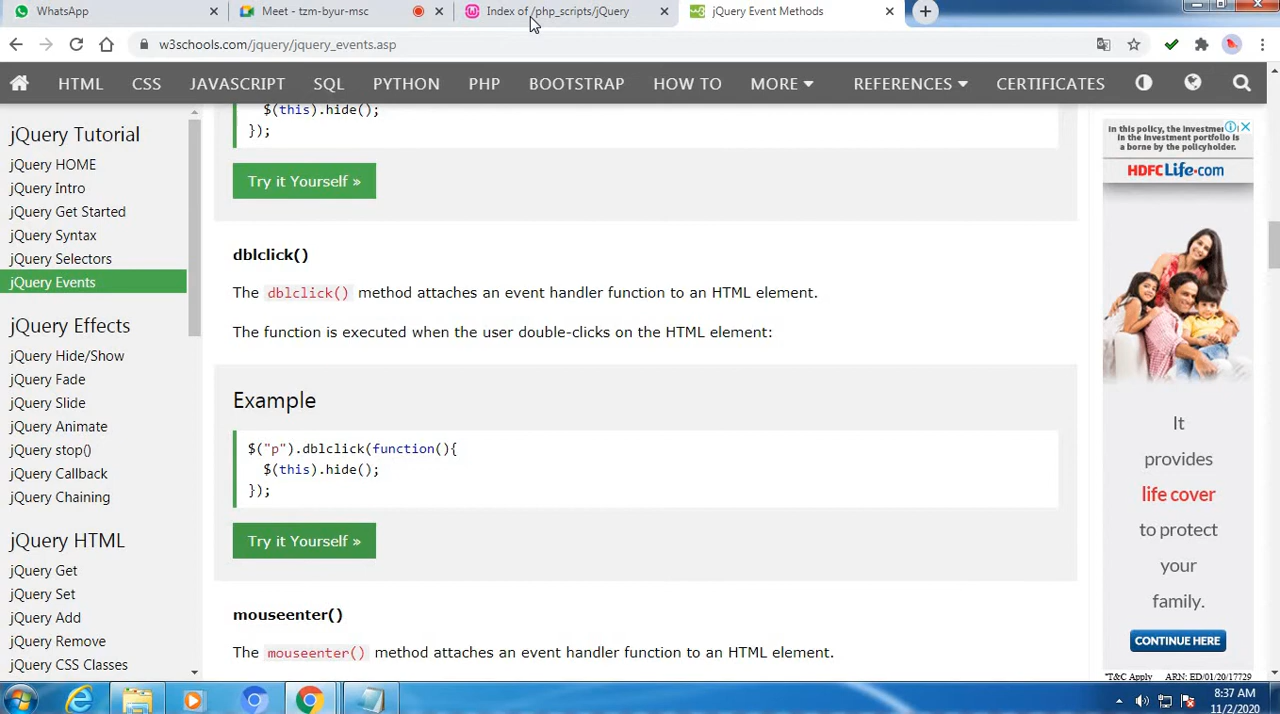 WhatsApp
Meet - tzm-byur-msc
Index of /php_scripts/jQuery
jQuery Event Methods
w3schools.com/jquery/jquery_events.asp
HTML CSS JAVASCRIPT SQL PYTHON PHP BOOTSTRAP HOW TO MORE REFERENCES CERTIFICATES
jQuery Tutorial
jQuery HOME
jQuery Intro
jQuery Get Started
jQuery Syntax
jQuery Selectors
jQuery Events
jQuery Effects
jQuery Hide/Show
jQuery Fade
jQuery Slide
jQuery Animate
jQuery stop()
jQuery Callback
jQuery Chaining
jQuery HTML
jQuery Get
jQuery Set
jQuery Add
jQuery Remove
jQuery CSS Classes
$(this).hide();
});
Try it Yourself »
dblclick()
The dblclick() method attaches an event handler function to an HTML element.
The function is executed when the user double-clicks on the HTML element:
Example
$("p").dblclick(function(){
$(this).hide();
});
Try it Yourself »
mouseenter()
The mouseenter() method attaches an event handler function to an HTML element.
In this policy, the investment
in the investment portfolio is
a borne by the policyholder.
HDFC Life.com
It
provides
life cover
to protect
your
family.
CONTINUE HERE
*T&C Apply ARN: ED/01/20/17729
8:37 AM
11/2/2020